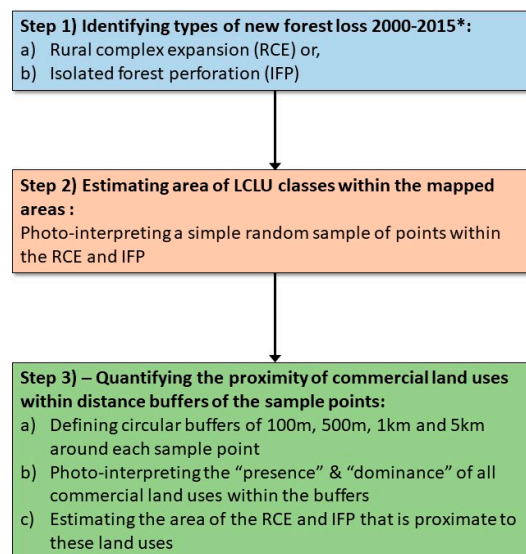 Step 1) Identifying types of new forest loss 2000-2015*:
a) Rural complex expansion (RCE) or,
b) Isolated forest perforation (IFP)
Step 2) Estimating area of LCLU classes within the mapped
areas :
Photo-interpreting a simple random sample of points within
the RCE and IFP
Step 3) – Quantifying the proximity of commercial land uses
within distance buffers of the sample points:
a) Defining circular buffers of 100m, 500m, 1km and 5km
around each sample point
b) Photo-interpreting the “presence” & “dominance” of all
commercial land uses within the buffers
c) Estimating the area of the RCE and IFP that is proximate to
these land uses